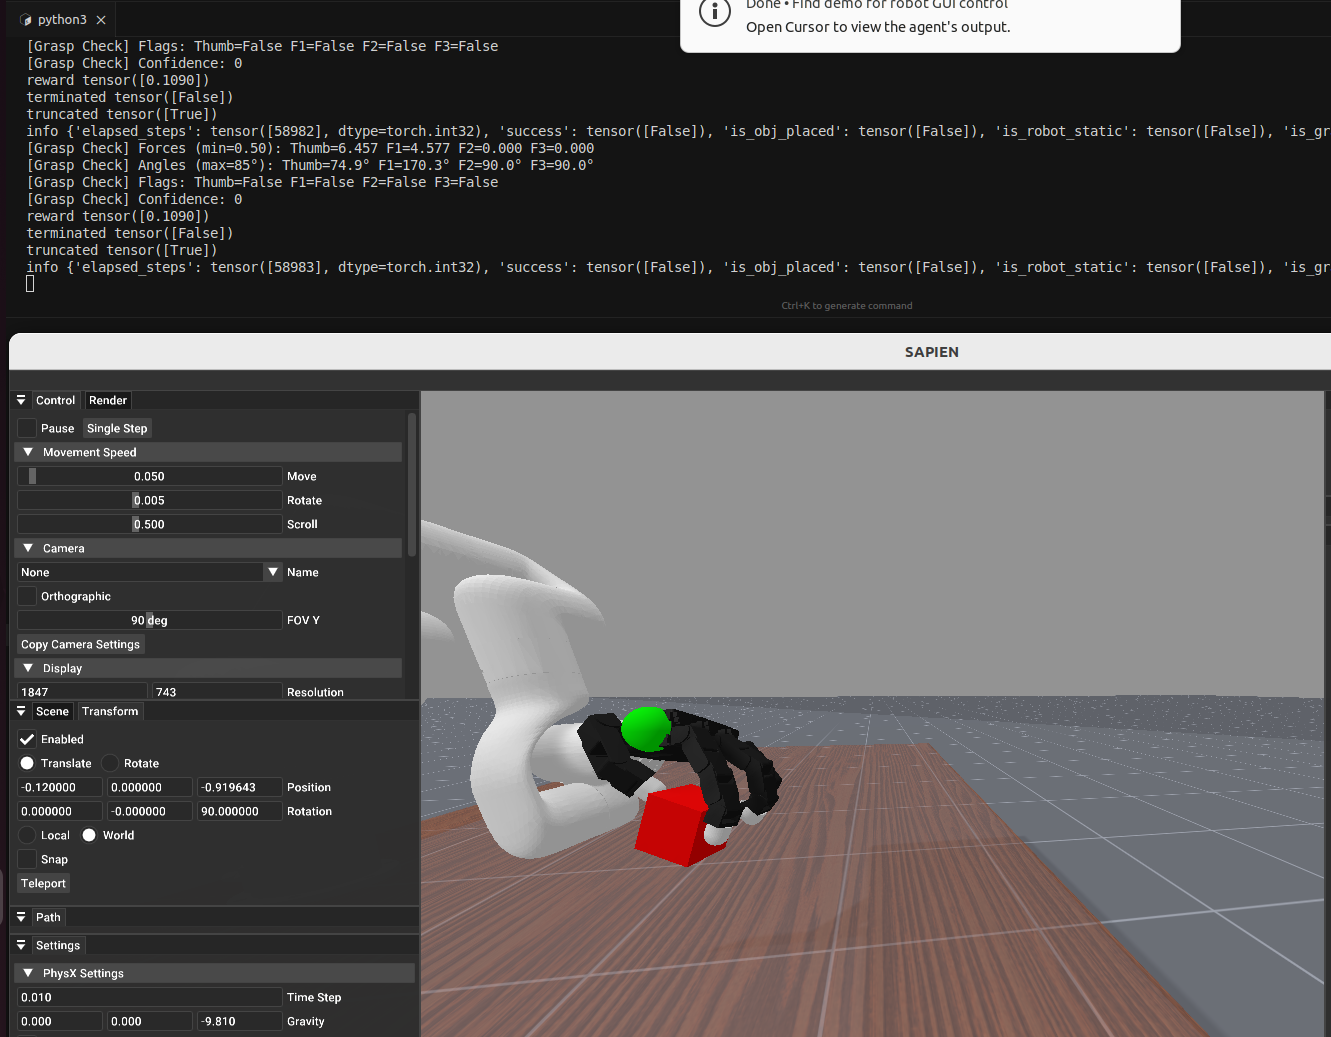 python3
Done • Find demo for robot GUI control
Open Cursor to view the agent's output.
[Grasp Check] Flags: Thumb=False F1=False F2=False F3=False
[Grasp Check] Confidence: 0
reward tensor([0.1090])
terminated tensor([False])
truncated tensor([True])
info {'elapsed_steps': tensor([58982], dtype=torch.int32), 'success': tensor([False]), 'is_obj_placed': tensor([False]), 'is_robot_static': tensor([False]), 'is_gr
[Grasp Check] Forces (min=0.50): Thumb=6.457 F1=4.577 F2=0.000 F3=0.000
[Grasp Check] Angles (max=85°): Thumb=74.9° F1=170.3° F2=90.0° F3=90.0°
[Grasp Check] Flags: Thumb=False F1=False F2=False F3=False
[Grasp Check] Confidence: 0
reward tensor([0.1090])
terminated tensor([False])
truncated tensor([True])
info {'elapsed_steps': tensor([58983], dtype=torch.int32), 'success': tensor([False]), 'is_obj_placed': tensor([False]), 'is_robot_static': tensor([False]), 'is_gr
Ctrl+K to generate command
SAPIEN
Control Render
Pause Single Step
Movement Speed
0.050 Move
0.005 Rotate
0.500 Scroll
Camera
None Name
Orthographic
90 deg FOV Y
Copy Camera Settings
Display
1847 743 Resolution
Scene Transform
Enabled
Translate Rotate
-0.120000 0.000000 -0.919643 Position
0.000000 -0.000000 90.000000 Rotation
Local World
Snap
Teleport
Path
Settings
PhysX Settings
0.010 Time Step
0.000 0.000 -9.810 Gravity